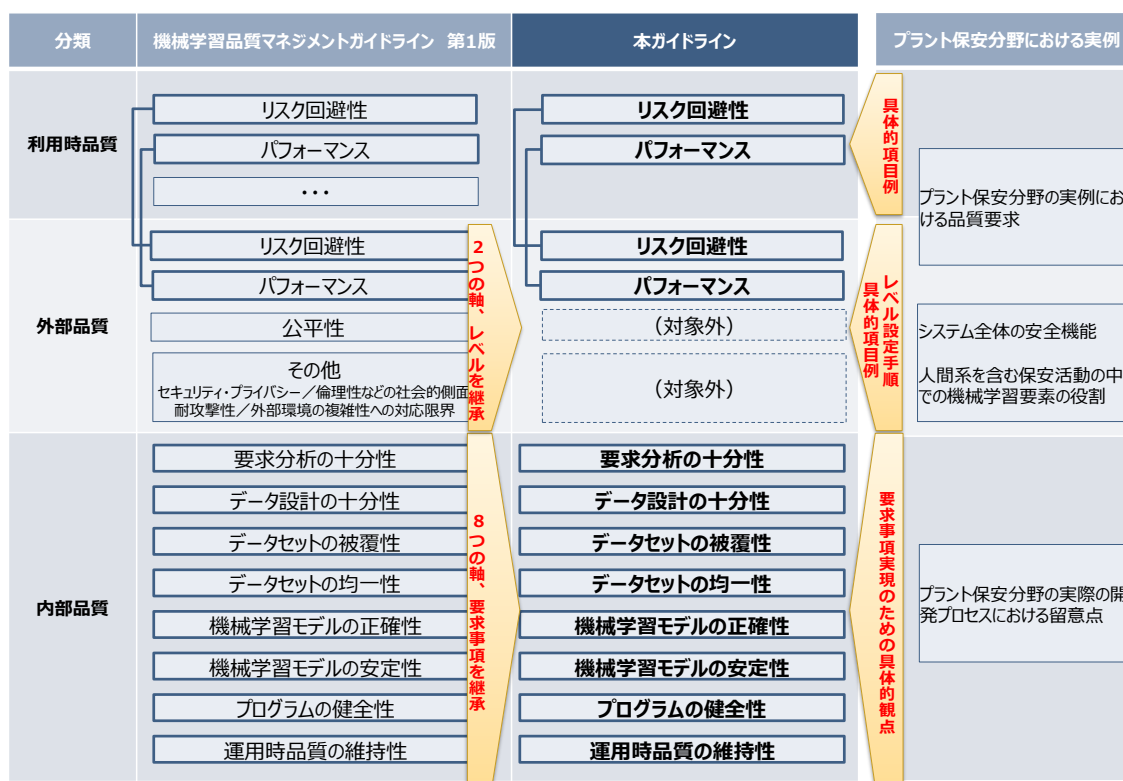 分類
機械学習品質マネジメントガイドライン 第1版
本ガイドライン
プラント保安分野における実例
利用時品質
リスク回避性
パフォーマンス
・・・
リスク回避性
パフォーマンス
具体的項目例
プラント保安分野の実例にお
ける品質要求
外部品質
リスク回避性
パフォーマンス
公平性
その他
セキュリティ・プライバシー／倫理性などの社会的側面
耐攻撃性／外部環境の複雑性への対応限界
2つの軸、レベルを継承
リスク回避性
パフォーマンス
（対象外）
（対象外）
レベル設定手順
具体的項目例
システム全体の安全機能
人間系を含む保安活動の中
での機械学習要素の役割
内部品質
要求分析の十分性
データ設計の十分性
データセットの被覆性
データセットの均一性
機械学習モデルの正確性
機械学習モデルの安定性
プログラムの健全性
運用時品質の維持性
8つの軸、要求事項を継承
要求分析の十分性
データ設計の十分性
データセットの被覆性
データセットの均一性
機械学習モデルの正確性
機械学習モデルの安定性
プログラムの健全性
運用時品質の維持性
要求事項実現のための具体的観点
プラント保安分野の実際の開
発プロセスにおける留意点